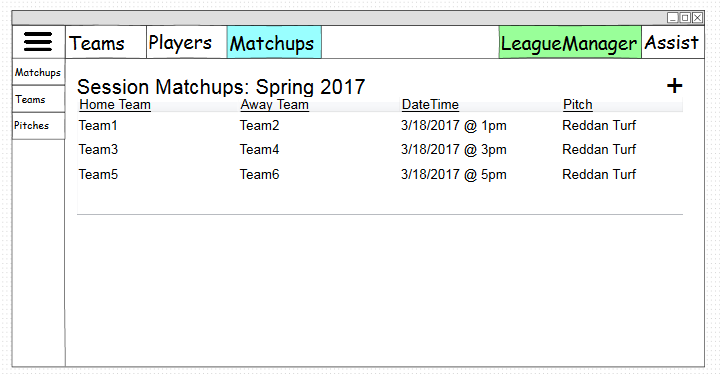 Teams Players Matchups LeagueManager Assist
Matchups
Teams
Pitches
Session Matchups: Spring 2017
Home Team Away Team DateTime Pitch
Team1 Team2 3/18/2017 @ 1pm Reddan Turf
Team3 Team4 3/18/2017 @ 3pm Reddan Turf
Team5 Team6 3/18/2017 @ 5pm Reddan Turf